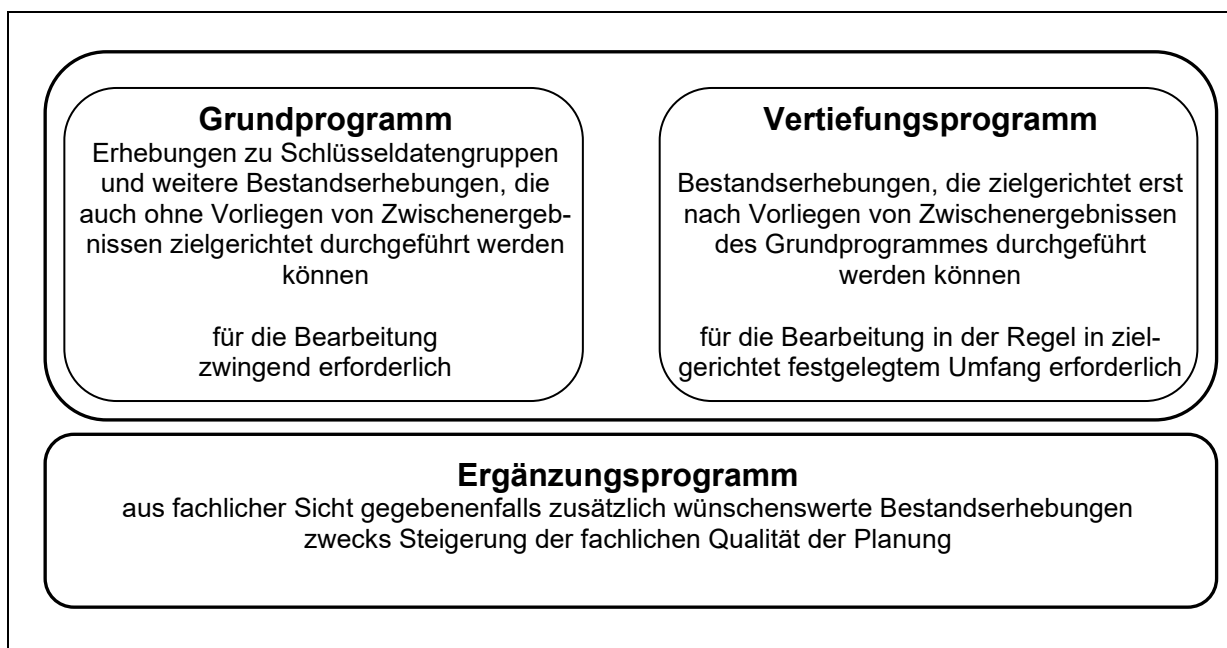 Grundprogramm
Erhebungen zu Schlüsseldatengruppen
und weitere Bestandserhebungen, die
auch ohne Vorliegen von Zwischenergeb-
nissen zielgerichtet durchgeführt werden
können
für die Bearbeitung
zwingend erforderlich
Vertiefungsprogramm
Bestandserhebungen, die zielgerichtet erst
nach Vorliegen von Zwischenergebnissen
des Grundprogrammes durchgeführt
werden können
für die Bearbeitung in der Regel in ziel-
gerichtet festgelegtem Umfang erforderlich
Ergänzungsprogramm
aus fachlicher Sicht gegebenenfalls zusätzlich wünschenswerte Bestandserhebungen
zwecks Steigerung der fachlichen Qualität der Planung